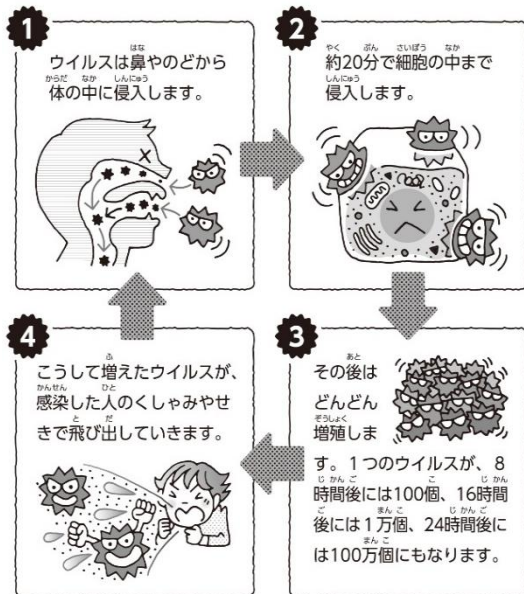 1
ウイルスは鼻やのどから
体の中に侵入します。
2
約20分で細胞の中まで
侵入します。
3
その後は
どんどん
増殖しま
す。1つのウイルスが、8
時間後には100個、16時間
後には1万個、24時間後に
は100万個にもなります。
4
こうして増えたウイルスが、
感染した人のくしゃみやせ
きで飛び出していきます。